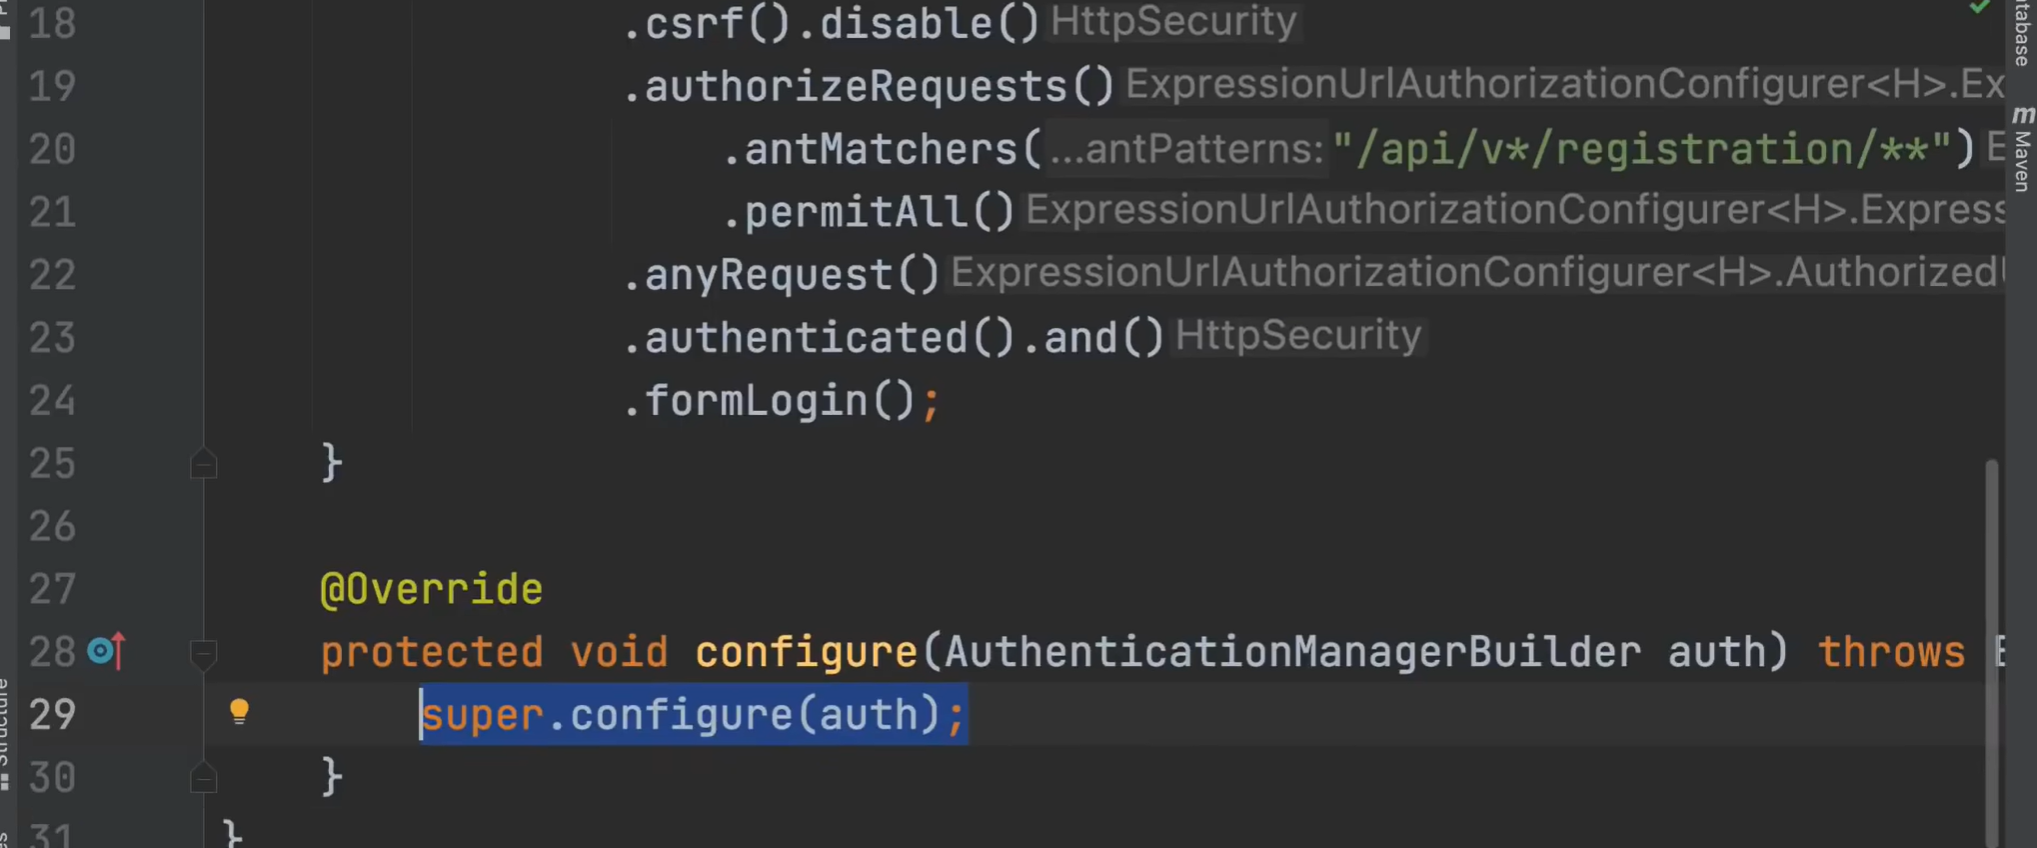 18 .csrf().disable() HttpSecurity
19 .authorizeRequests() ExpressionUrlAuthorizationConfigurer<H>.Ex
20 .antMatchers( ...antPatterns: "/api/v*/registration/**") E
21 .permitAll() ExpressionUrlAuthorizationConfigurer<H>.Express
22 .anyRequest() ExpressionUrlAuthorizationConfigurer<H>.Authorized
23 .authenticated().and() HttpSecurity
24 .formLogin();
25 }
26
27 @Override
28 protected void configure(AuthenticationManagerBuilder auth) throws E
29 super.configure(auth);
30 }
31 }
atabase
m Maven
Structure